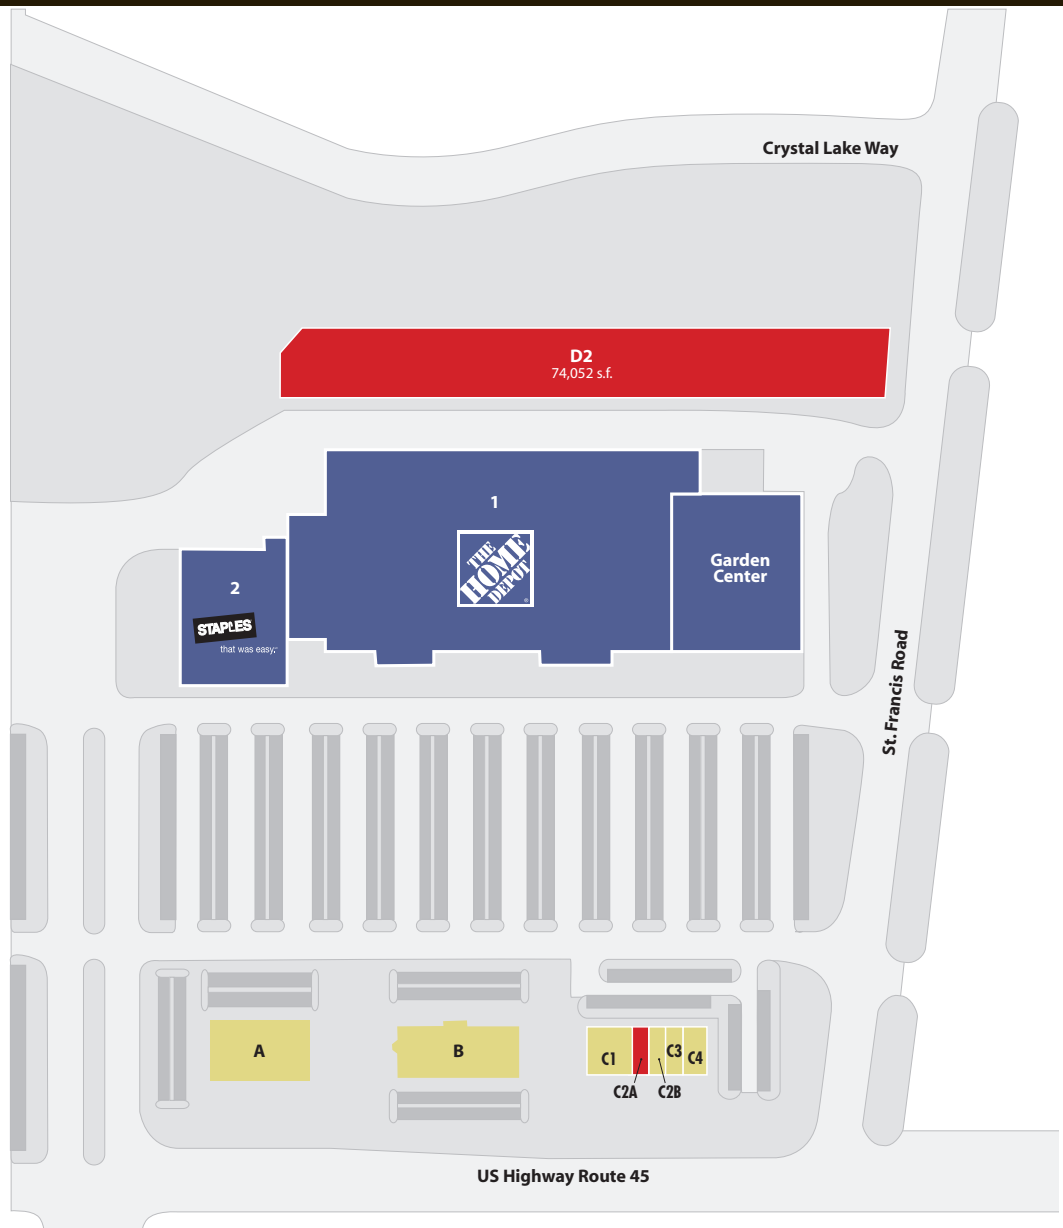 Crystal Lake Way
D2
74,052 s.f.
1
THE
HOME
DEPOT
®
Garden
Center
2
STAPLES
that was easy.
St. Francis Road
A
B
C1
C3
C4
C2A
C2B
US Highway Route 45